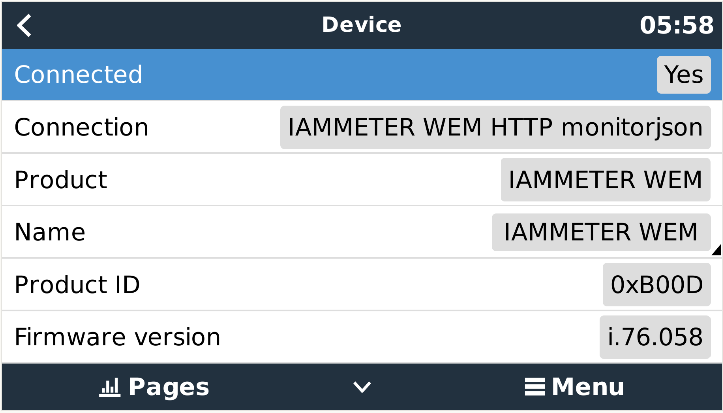 Device 05:58
Connected Yes
Connection IAMMETER WEM HTTP monitorjson
Product IAMMETER WEM
Name IAMMETER WEM
Product ID 0xB00D
Firmware version i.76.058
Pages Menu